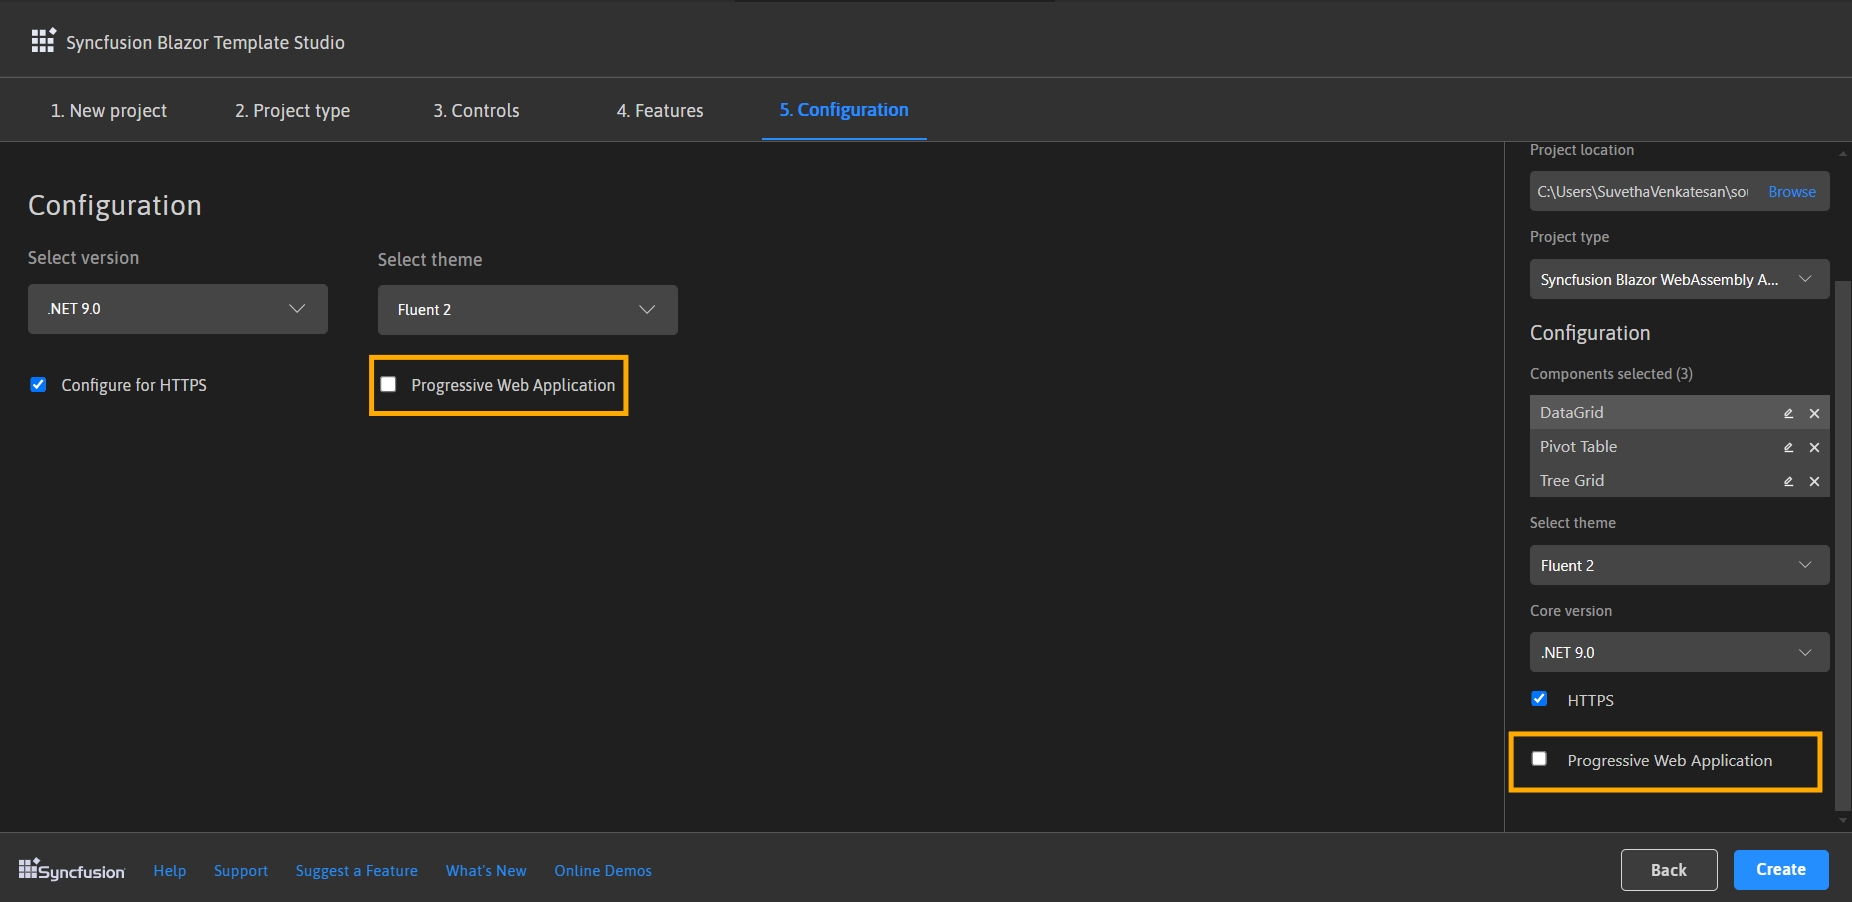 Syncfusion Blazor Template Studio
1. New project
2. Project type
3. Controls
4. Features
5. Configuration
Configuration
Select version
Select theme
.NET 9.0
Fluent 2
Configure for HTTPS
Progressive Web Application
Project location
C:\Users\SuvethaVenkatesan\sou
Browse
Project type
Syncfusion Blazor WebAssembly A...
Configuration
Components selected (3)
DataGrid
Pivot Table
Tree Grid
Select theme
Fluent 2
Core version
.NET 9.0
HTTPS
Progressive Web Application
Syncfusion
Help
Support
Suggest a Feature
What's New
Online Demos
Back
Create